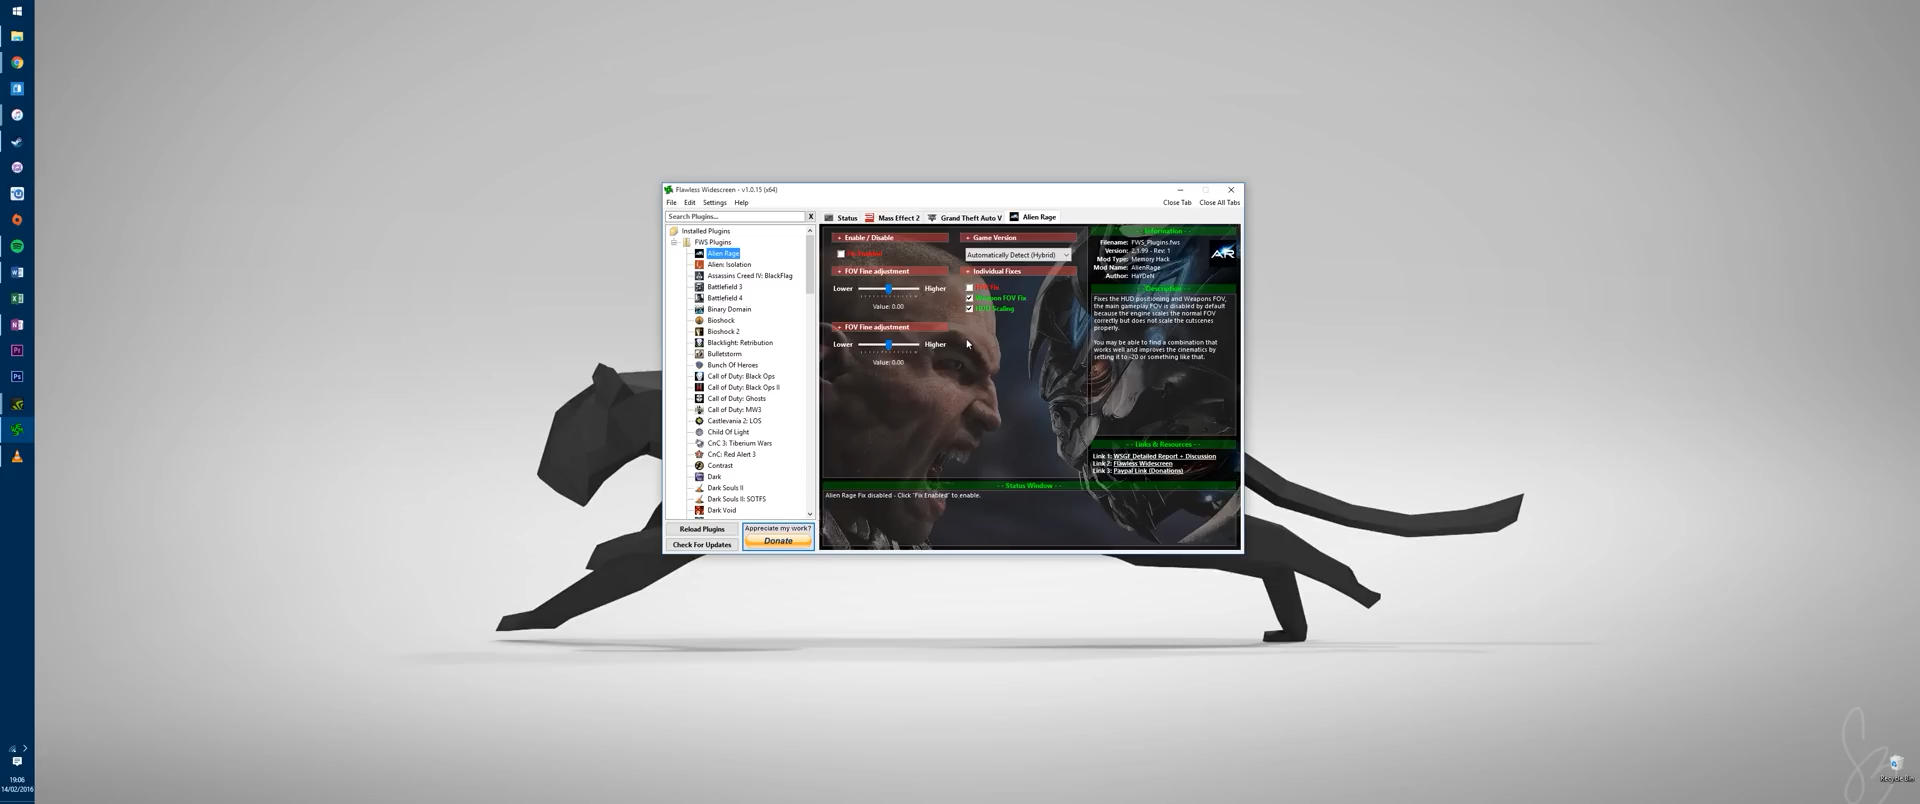 Flawless Widescreen - v1.0.15 (x64)
File Edit Settings Help
Close Tab Close All Tabs
Search Plugins...
X
Status Mass Effect 2 Grand Theft Auto V Alien Rage
Installed Plugins
FWS Plugins
Alien Rage
Alien: Isolation
Assassins Creed IV: BlackFlag
Battlefield 3
Battlefield 4
Binary Domain
Bioshock
Bioshock 2
Blacklight: Retribution
Bulletstorm
Bunch Of Heroes
Call of Duty: Black Ops
Call of Duty: Black Ops II
Call of Duty: Ghosts
Call of Duty: MW3
Castlevania 2: LOS
Child Of Light
CnC 3: Tiberium Wars
CnC: Red Alert 3
Contrast
Dark
Dark Souls II
Dark Souls II: SOTFS
Dark Void
Reload Plugins
Check For Updates
Appreciate my work?
Donate
+ Enable / Disable
Fix Enabled
+ FOV Fine adjustment
Lower Higher
Value: 0.00
+ FOV Fine adjustment
Lower Higher
Value: 0.00
+ Game Version
Automatically Detect (Hybrid)
+ Individual Fixes
Fix
Weapon FOV Fix
HUD Scaling
- - Information - -
Filename: FWS_Plugins.fws
Version: 2.1.99 - Rev: 1
Mod Type: Memory Hack
Mod Name: AlienRage
Author: HaYDeN
AR
- - Description - -
Fixes the HUD positioning and Weapons FOV,
the main gameplay FOV is disabled by default
because the engine scales the normal FOV
correctly but does not scale the cutscenes
properly.
You may be able to find a combination that
works well and improves the cinematics by
setting it to -20 or something like that.
- - Links & Resources - -
Link 1: WSGF Detailed Report + Discussion
Link 2: Flawless Widescreen
Link 3: Paypal Link (Donations)
- - Status Window - -
Alien Rage Fix disabled - Click "Fix Enabled" to enable.
19:06
14/02/2016
Recycle Bin